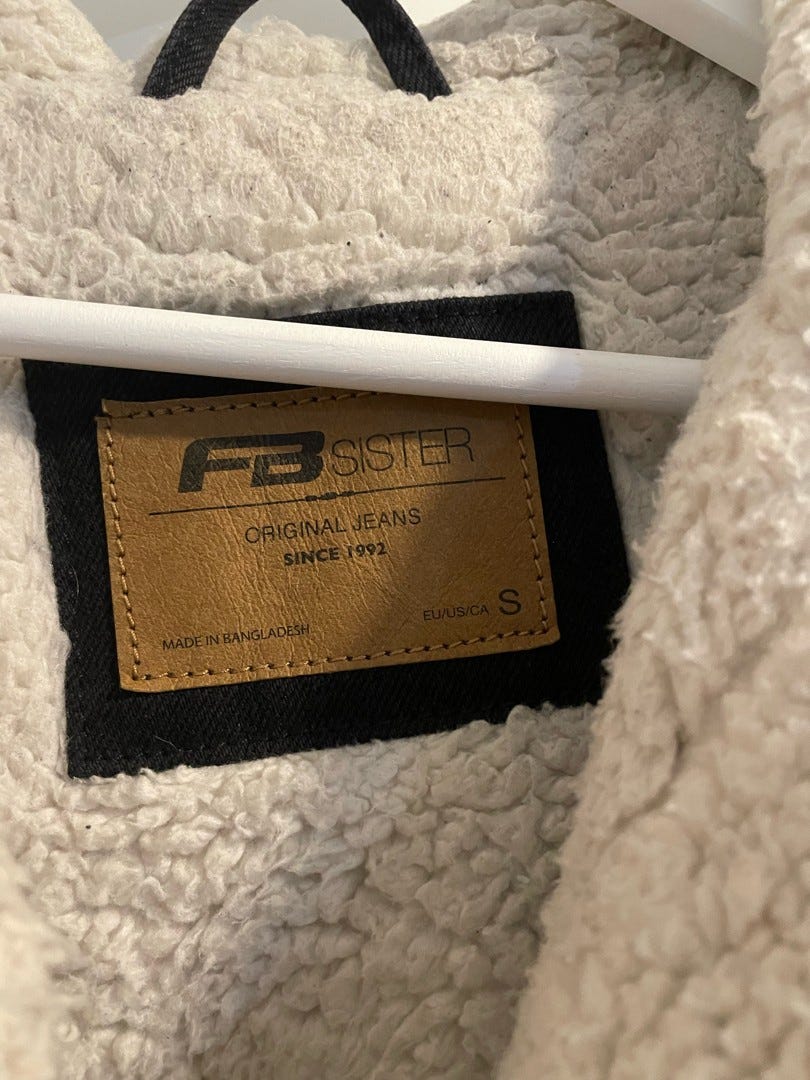 FB SISTER
ORIGINAL JEANS
SINCE 1992
EU/US/CA S
MADE IN BANGLADESH